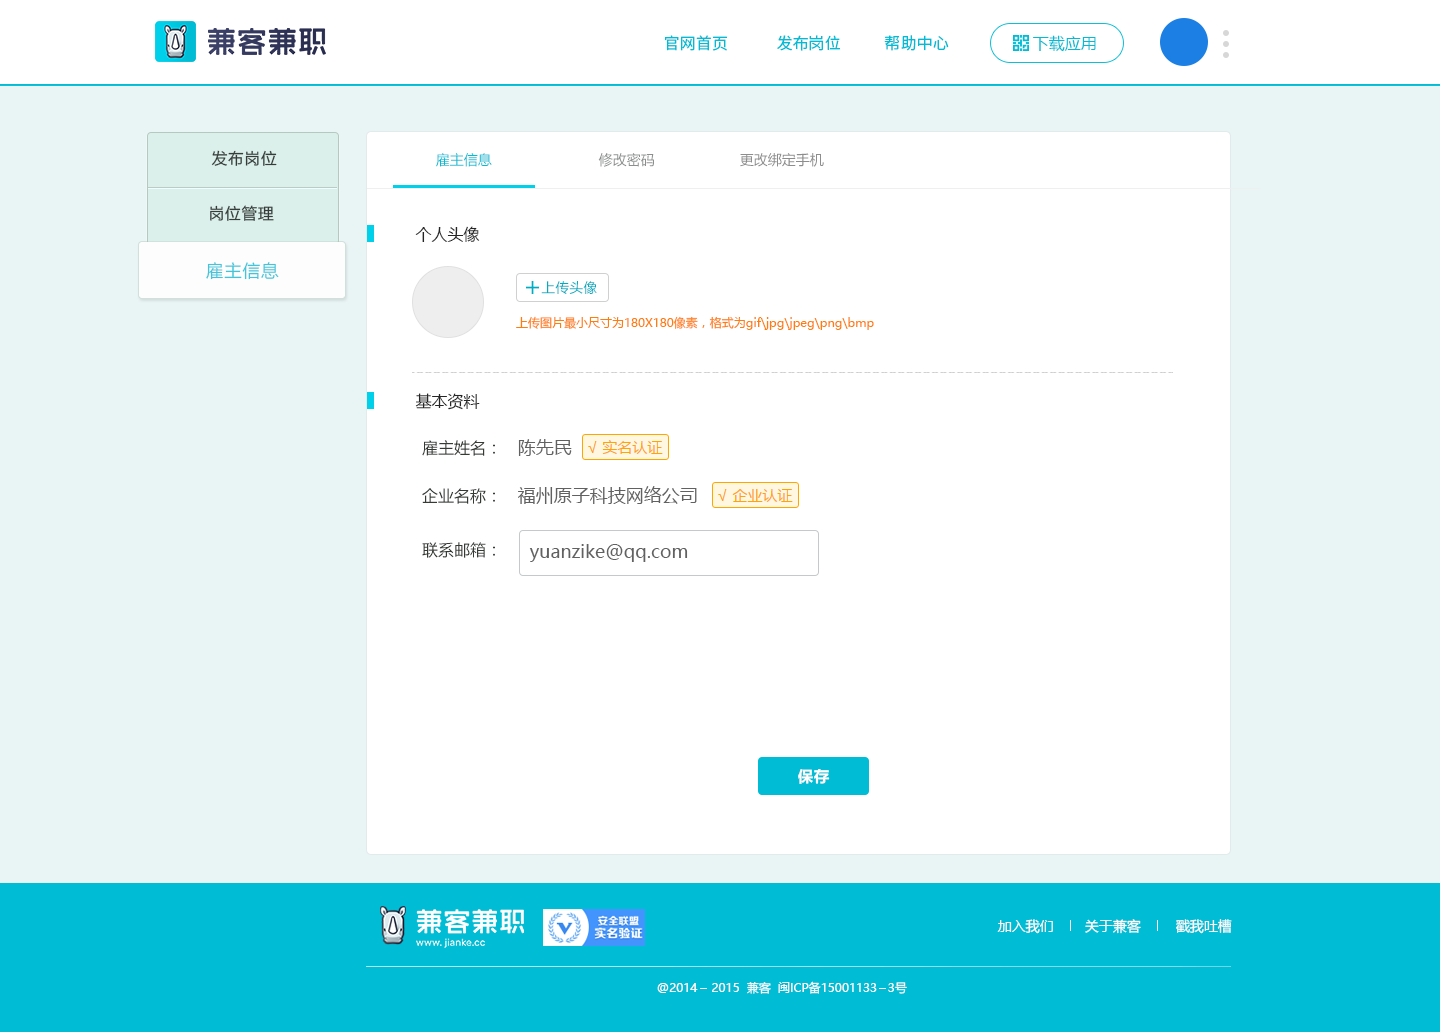 兼客兼职
官网首页 发布岗位 帮助中心 下载应用
发布岗位
岗位管理
雇主信息
雇主信息 修改密码 更改绑定手机
个人头像
上传头像
上传图片最小尺寸为180X180像素，格式为gif\jpg\jpeg\png\bmp
基本资料
雇主姓名： 陈先民 √ 实名认证
企业名称： 福州原子科技网络公司 √ 企业认证
联系邮箱： yuanzike@qq.com
保存
兼客兼职
www.jianke.cc
安全联盟
实名验证
加入我们 | 关于兼客 | 戳我吐槽
@2014－2015 兼客 闽ICP备15001133－3号